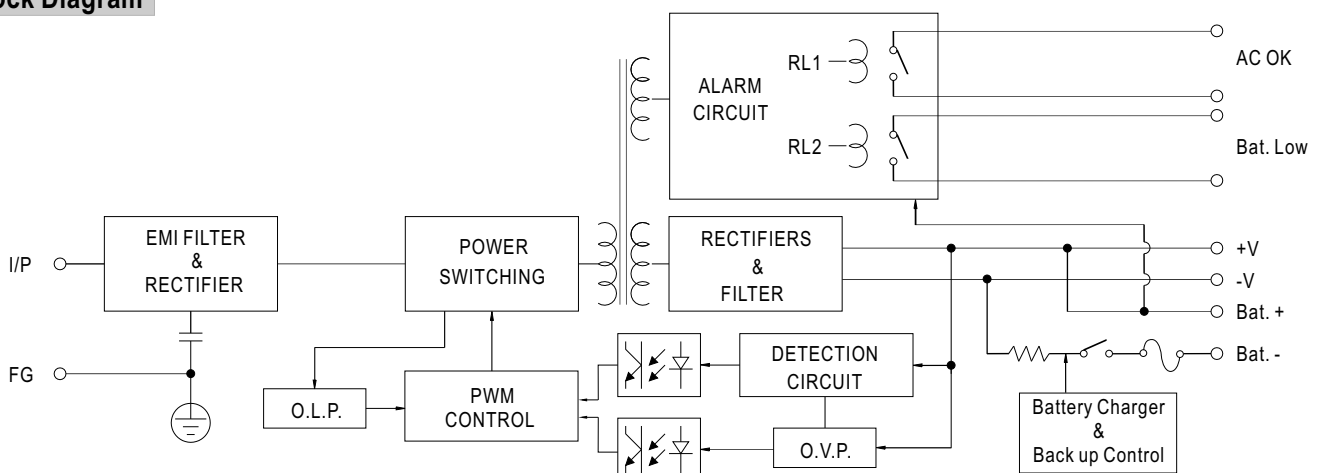 ck Diagram
RL1
AC OK
ALARM
CIRCUIT
RL2
Bat. Low
EMI FILTER
&
RECTIFIER
POWER
SWITCHING
RECTIFIERS
&
FILTER
+V
-V
I/P
Bat. +
Bat. -
FG
DETECTION
CIRCUIT
O.L.P.
PWM
CONTROL
O.V.P.
Battery Charger
&
Back up Control